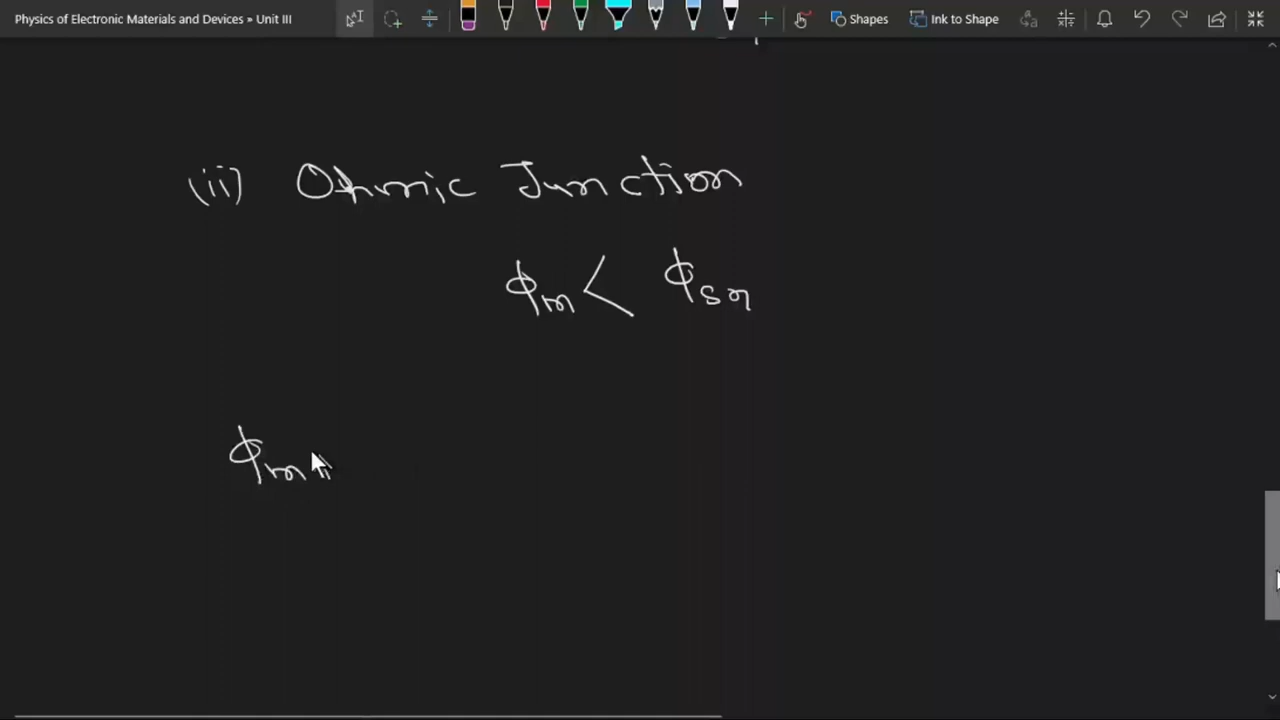 Physics of Electronic Materials and Devices » Unit III
Shapes
Ink to Shape
(ii) Ohmic Junction
ϕm < ϕsn
ϕm